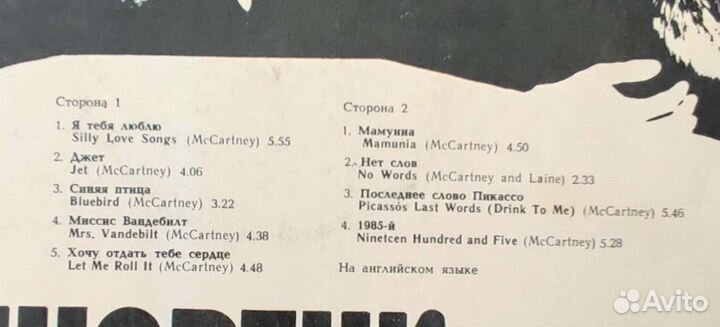 Сторона 1
1. Я тебя люблю
Silly Love Songs (McCartney) 5.55
2. Джет
Jet (McCartney) 4.06
3. Синяя птица
Bluebird (McCartney) 3.22
4. Миссис Вандебилт
Mrs. Vandebilt (McCartney) 4.38
5. Хочу отдать тебе сердце
Let Me Roll It (McCartney) 4.48
Сторона 2
1. Мамуниа
Mamunia (McCartney) 4.50
2. Нет слов
No Words (McCartney and Laine) 2.33
3. Последнее слово Пикассо
Picassós Last Words (Drink To Me) (McCartney) 5.46
4. 1985-й
Nineteen Hundred and Five (McCartney) 5.28
На английском языке
Avito